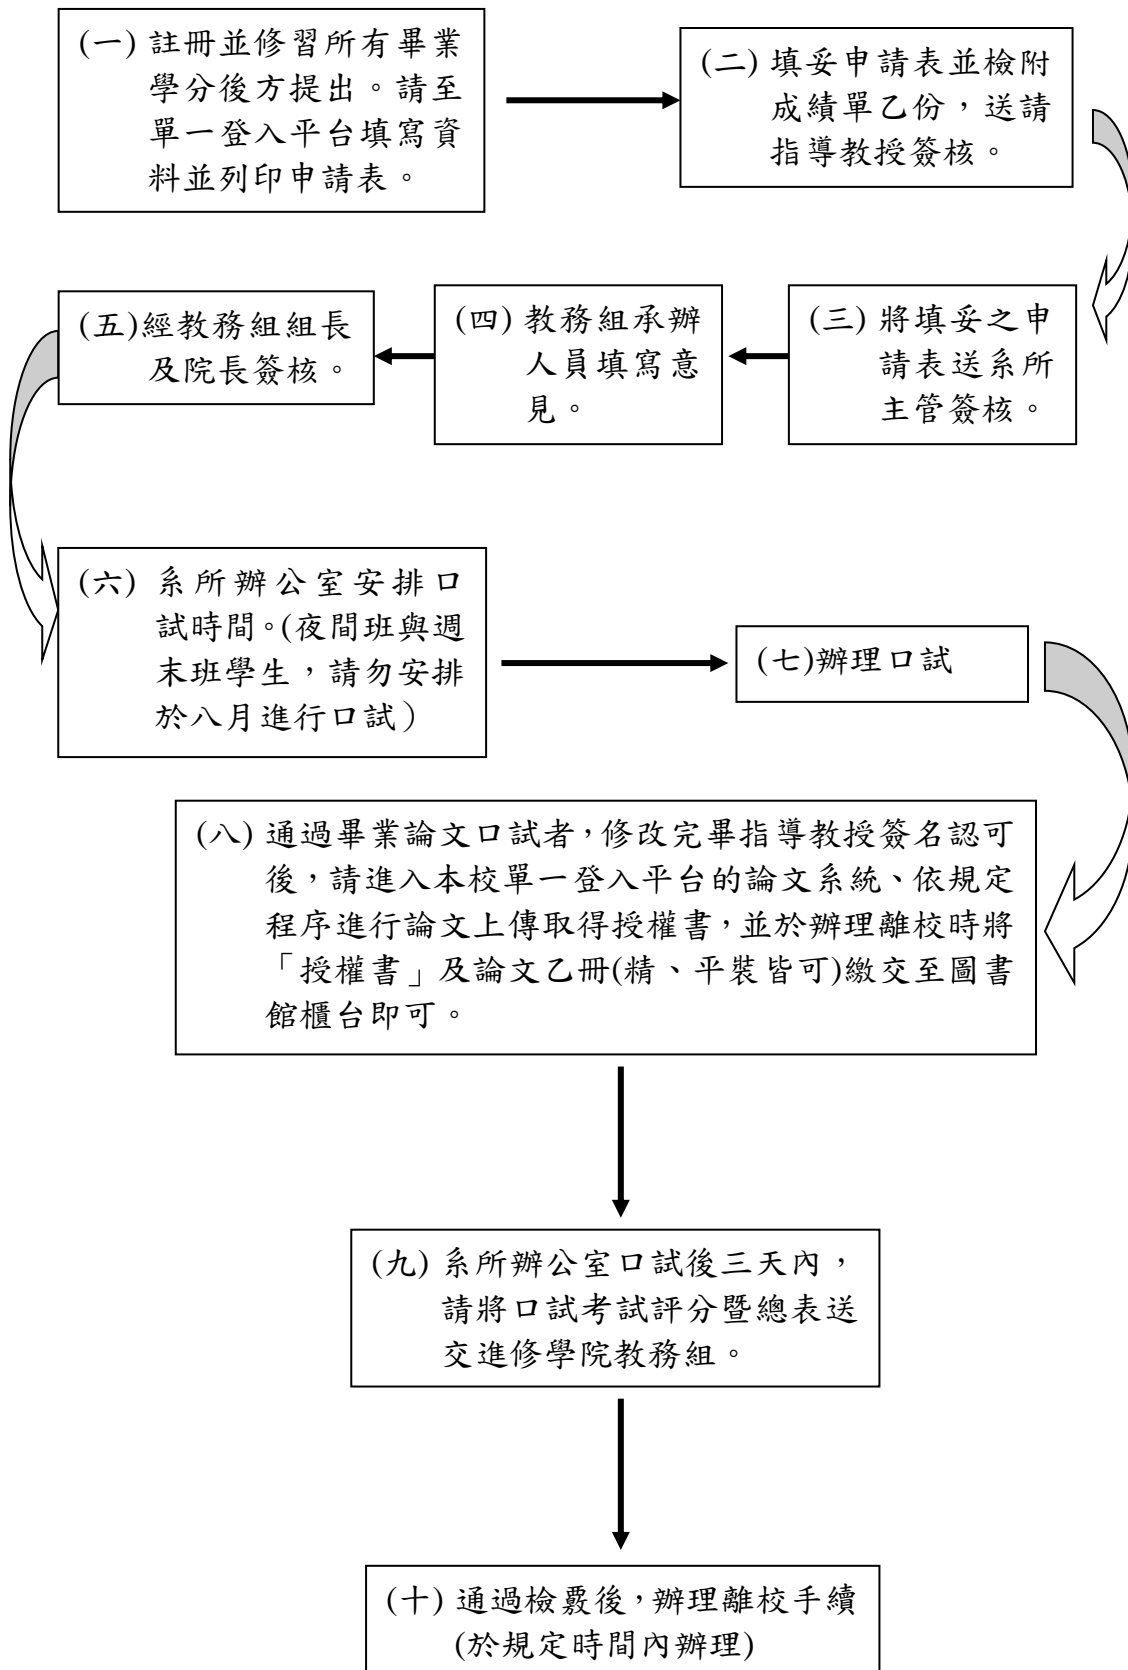 (一) 註冊並修習所有畢業
學分後方提出。請至
單一登入平台填寫資
料並列印申請表。
(二) 填妥申請表並檢附
成績單乙份，送請
指導教授簽核。
(三) 將填妥之申
請表送系所
主管簽核。
(四) 教務組承辦
人員填寫意
見。
(五)經教務組組長
及院長簽核。
(六) 系所辦公室安排口
試時間。(夜間班與週
末班學生，請勿安排
於八月進行口試）
(七)辦理口試
(八) 通過畢業論文口試者，修改完畢指導教授簽名認可
後，請進入本校單一登入平台的論文系統、依規定
程序進行論文上傳取得授權書，並於辦理離校時將
「授權書」及論文乙冊(精、平裝皆可)繳交至圖書
館櫃台即可。
(九) 系所辦公室口試後三天內，
請將口試考試評分暨總表送
交進修學院教務組。
(十) 通過檢覈後，辦理離校手續
(於規定時間內辦理)